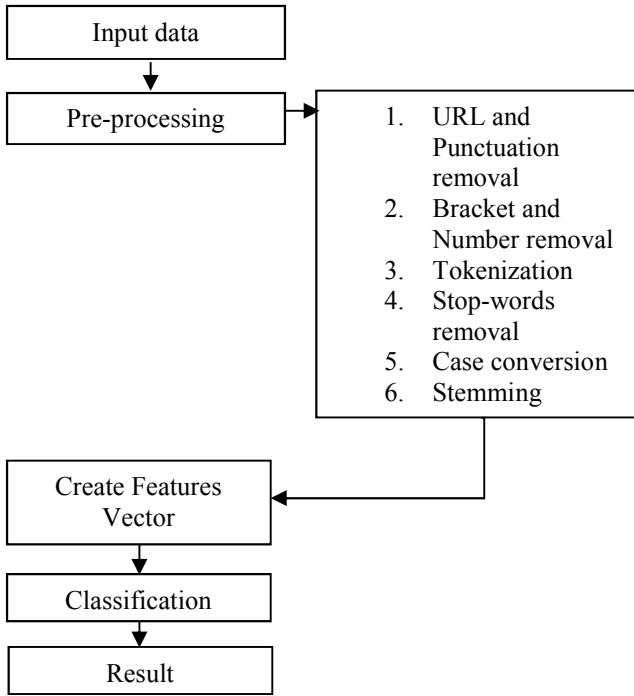 Input data
Pre-processing
1. URL and
Punctuation
removal
2. Bracket and
Number removal
3. Tokenization
4. Stop-words
removal
5. Case conversion
6. Stemming
Create Features
Vector
Classification
Result